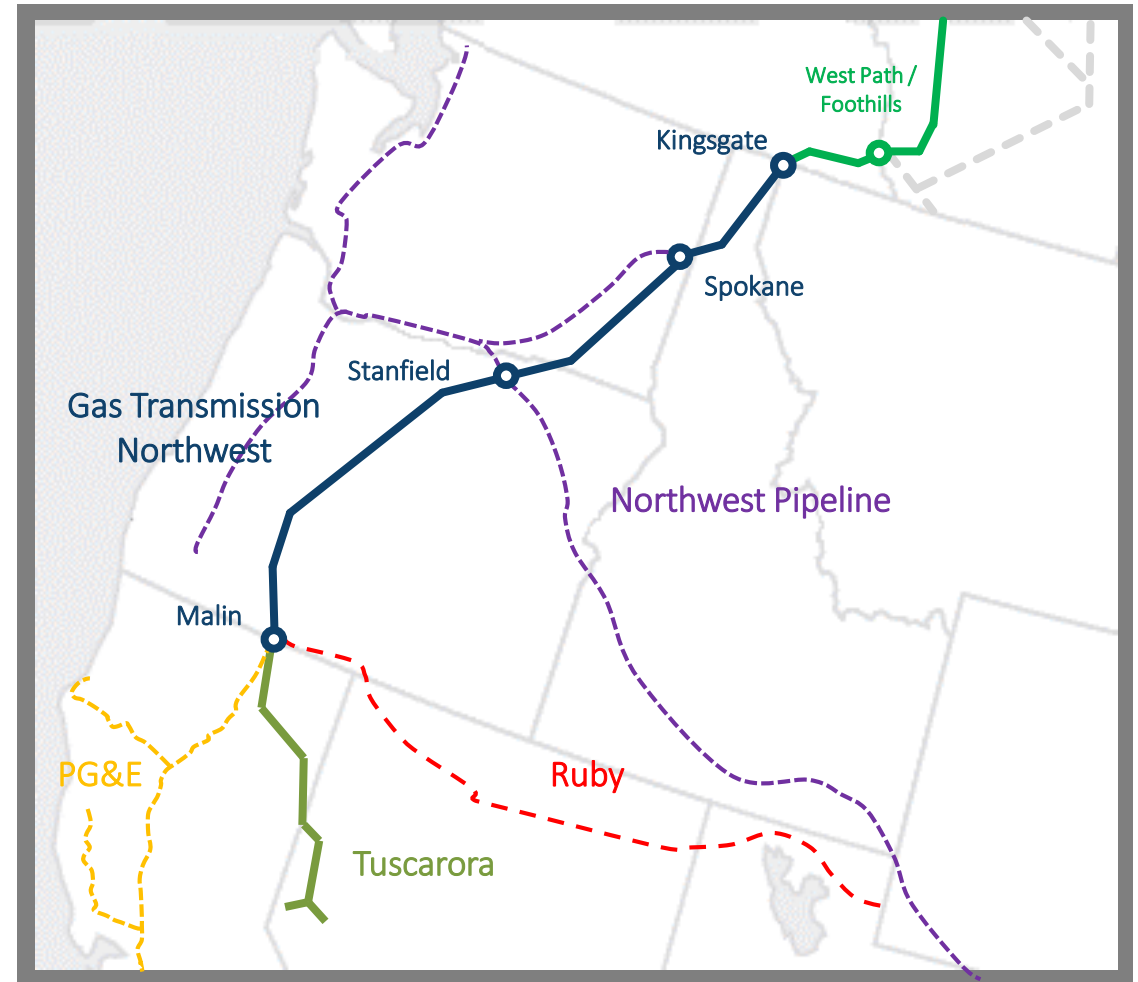 West Path /
Foothills
Kingsgate
Spokane
Stanfield
Gas Transmission
Northwest
Northwest Pipeline
Malin
PG&E
Ruby
Tuscarora